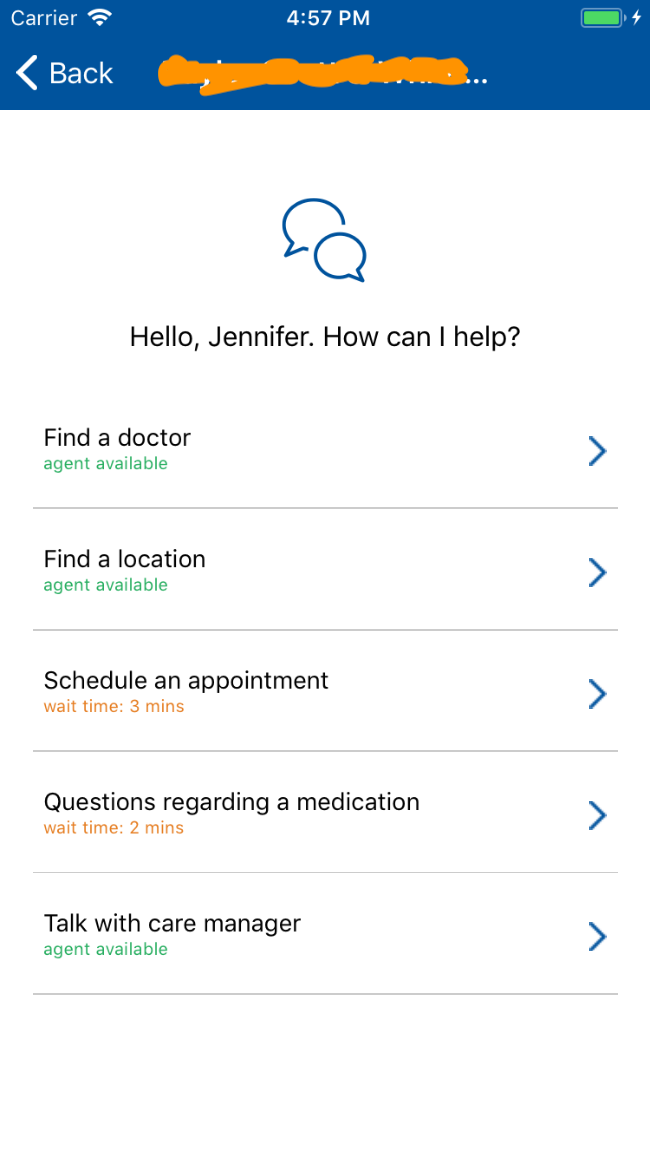 Carrier 4:57 PM
Back ...
Hello, Jennifer. How can I help?
Find a doctor
agent available
Find a location
agent available
Schedule an appointment
wait time: 3 mins
Questions regarding a medication
wait time: 2 mins
Talk with care manager
agent available